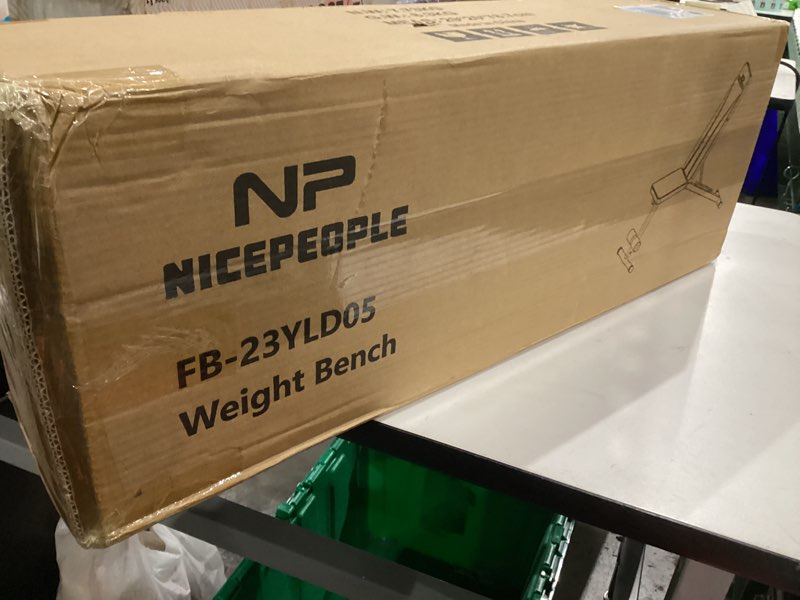 NP
NICEPEOPLE
FB-23YLD05
Weight Bench